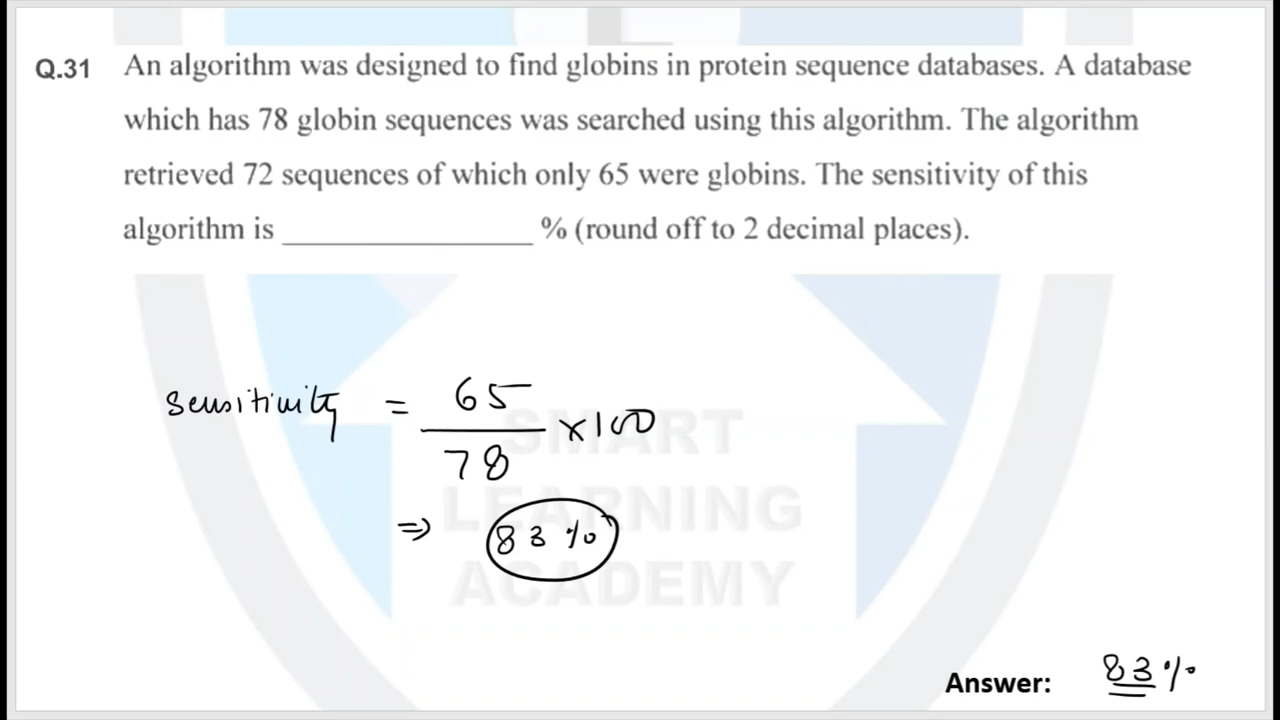 Q.31 An algorithm was designed to find globins in protein sequence databases. A database
which has 78 globin sequences was searched using this algorithm. The algorithm
retrieved 72 sequences of which only 65 were globins. The sensitivity of this
algorithm is ________________ % (round off to 2 decimal places).
Sensitivity = 65/78 ×100
⇒ 83 %
SMART
LEARNING
ACADEMY
Answer: 83%